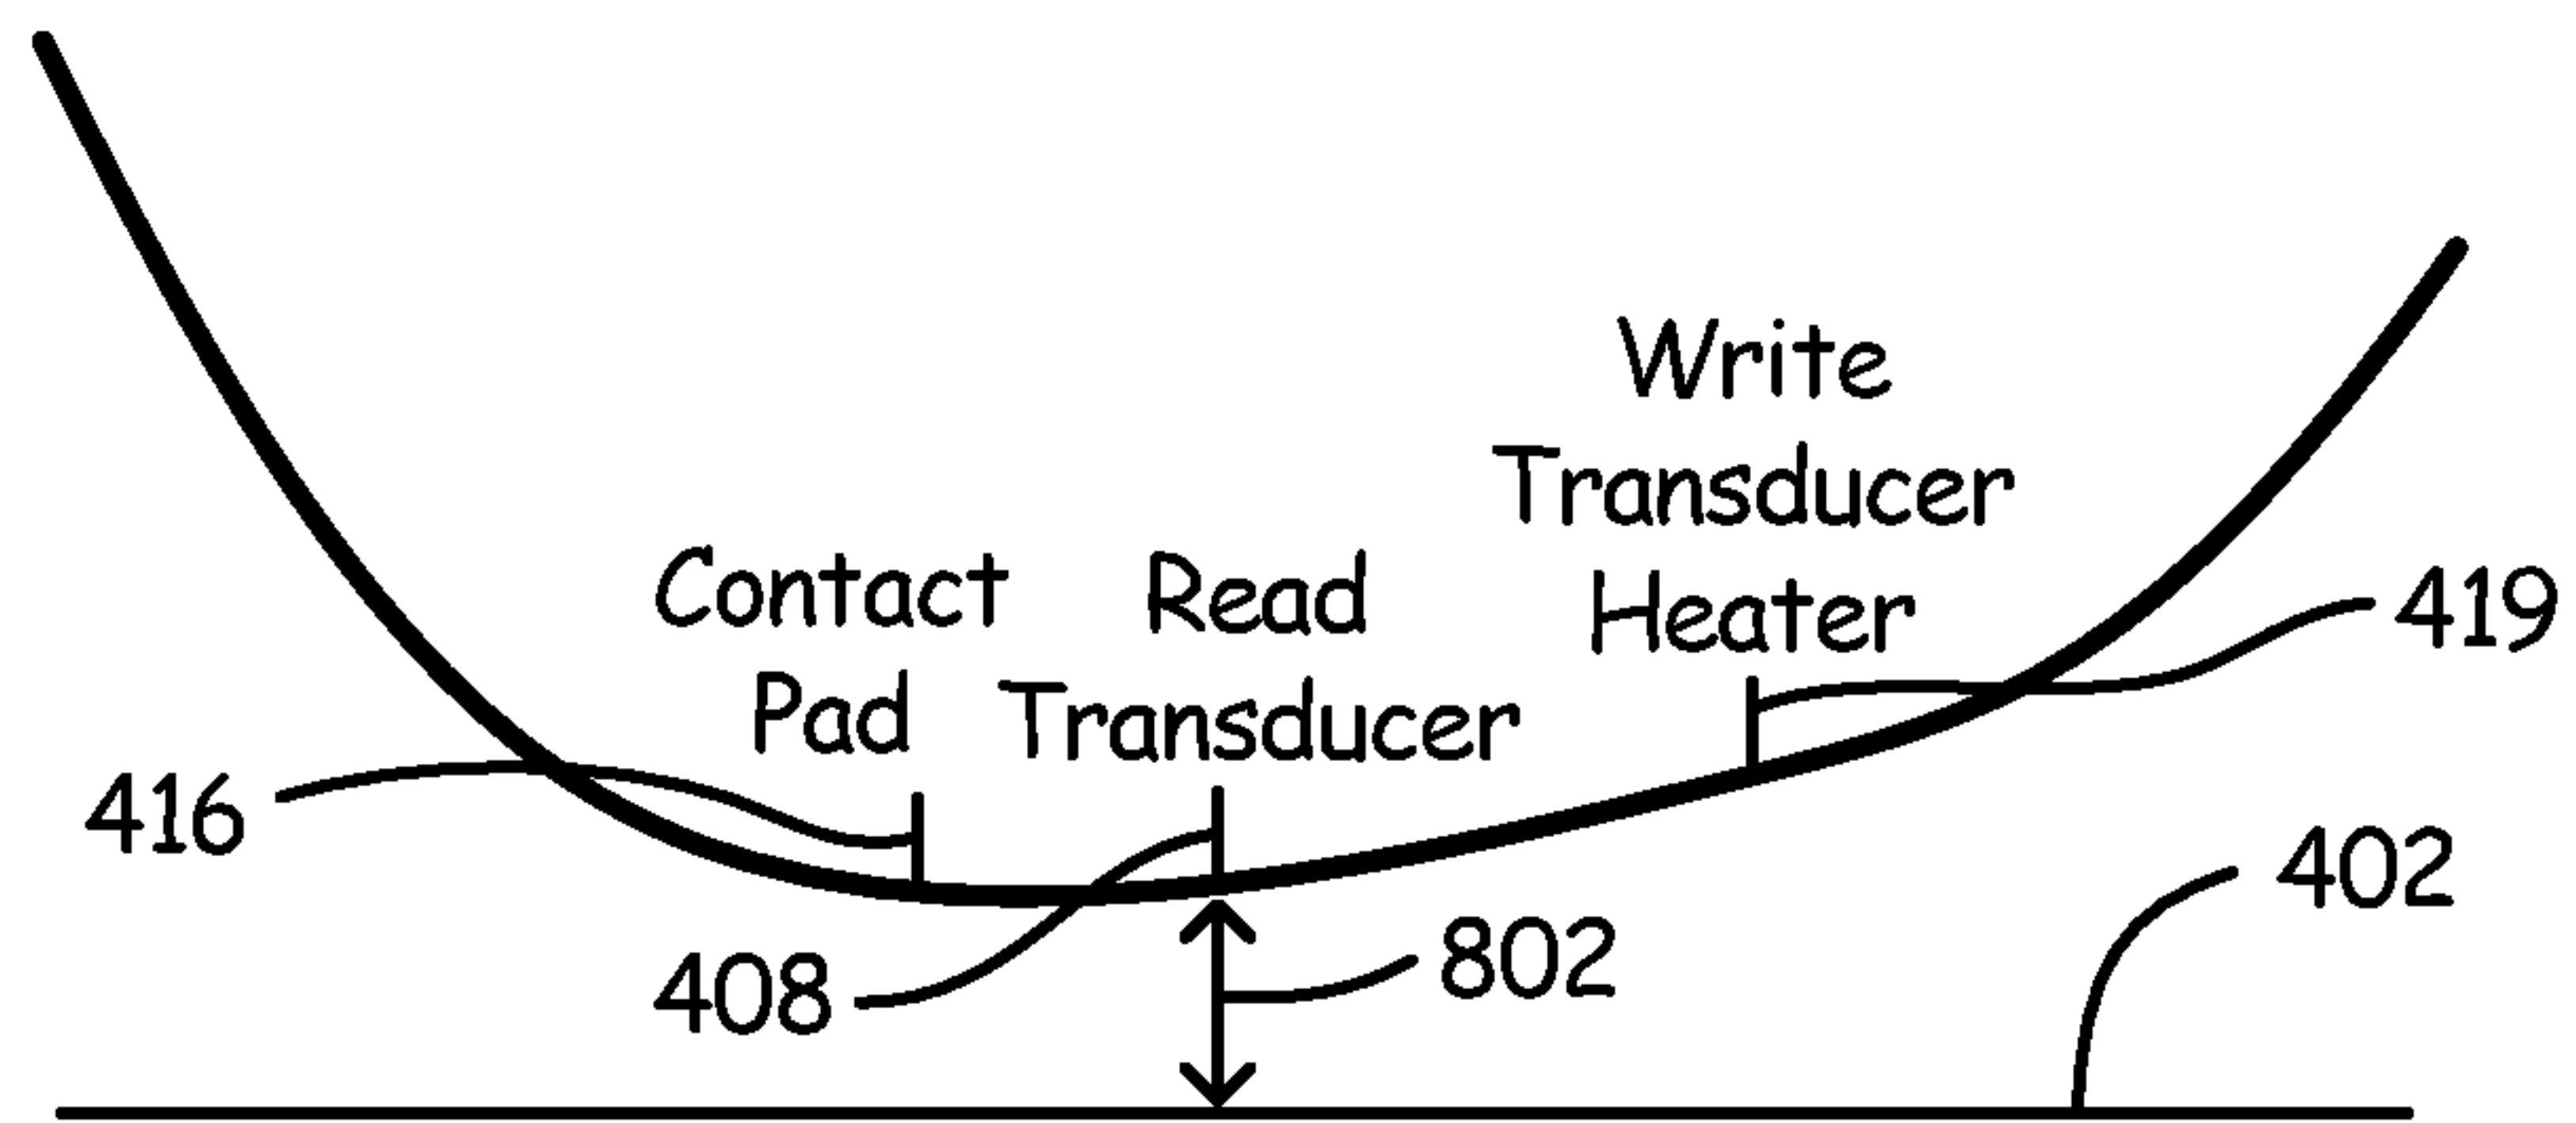 Write
Transducer
Heater
Contact
Pad
Read
Transducer
419
416
402
408
802